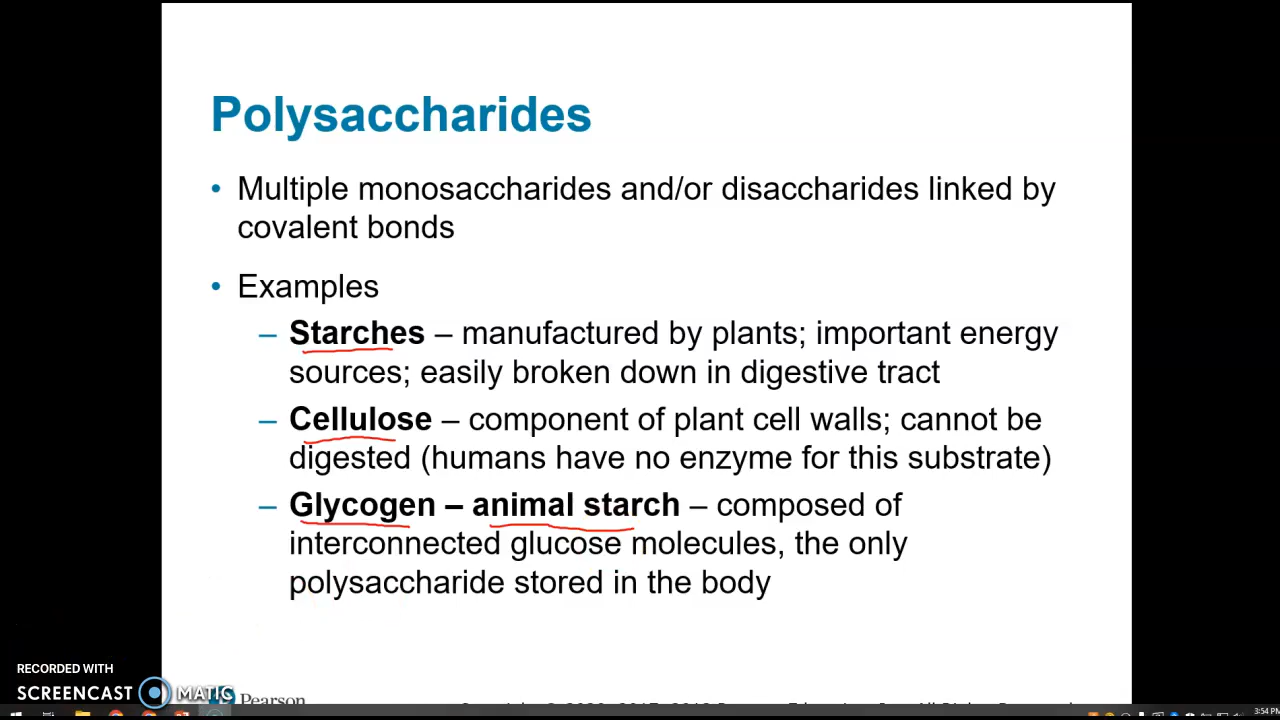 Polysaccharides
• Multiple monosaccharides and/or disaccharides linked by
covalent bonds
• Examples
– Starches – manufactured by plants; important energy
sources; easily broken down in digestive tract
– Cellulose – component of plant cell walls; cannot be
digested (humans have no enzyme for this substrate)
– Glycogen – animal starch – composed of
interconnected glucose molecules, the only
polysaccharide stored in the body
RECORDED WITH
SCREENCAST MATIC
Pearson
3:54 PM